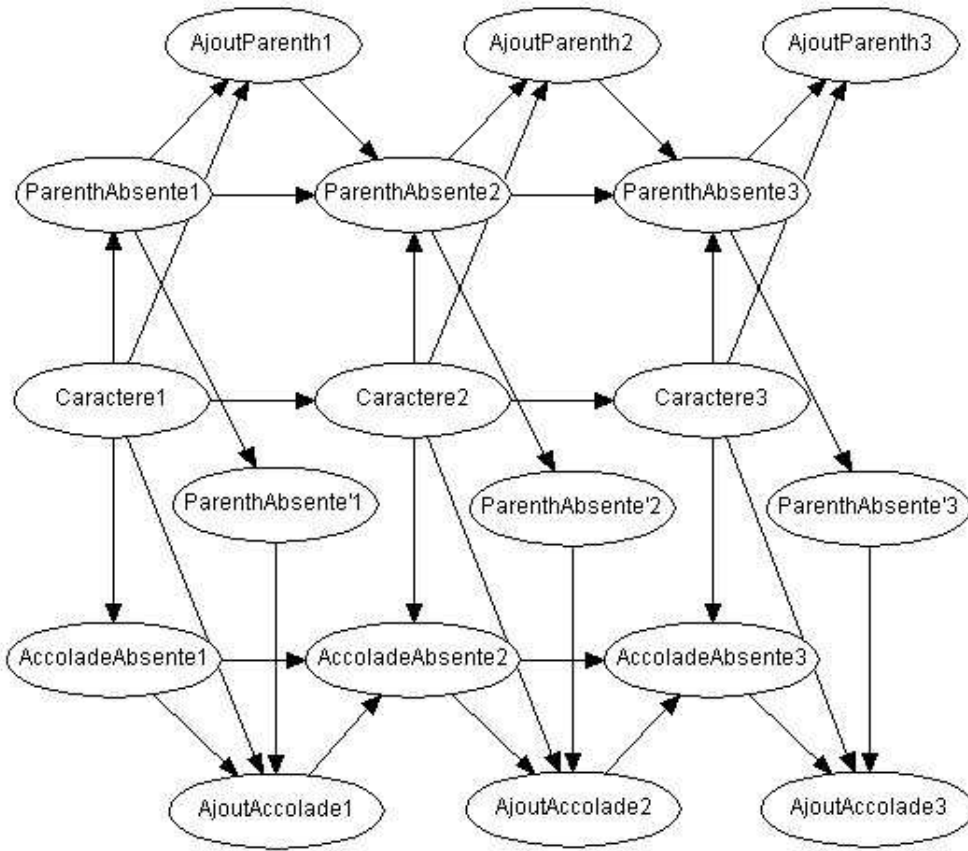 AjoutParenth1
AjoutParenth2
AjoutParenth3
ParenthAbsente1
ParenthAbsente2
ParenthAbsente3
Caractere1
Caractere2
Caractere3
ParenthAbsente'1
ParenthAbsente'2
ParenthAbsente'3
AccoladeAbsente1
AccoladeAbsente2
AccoladeAbsente3
AjoutAccolade1
AjoutAccolade2
AjoutAccolade3